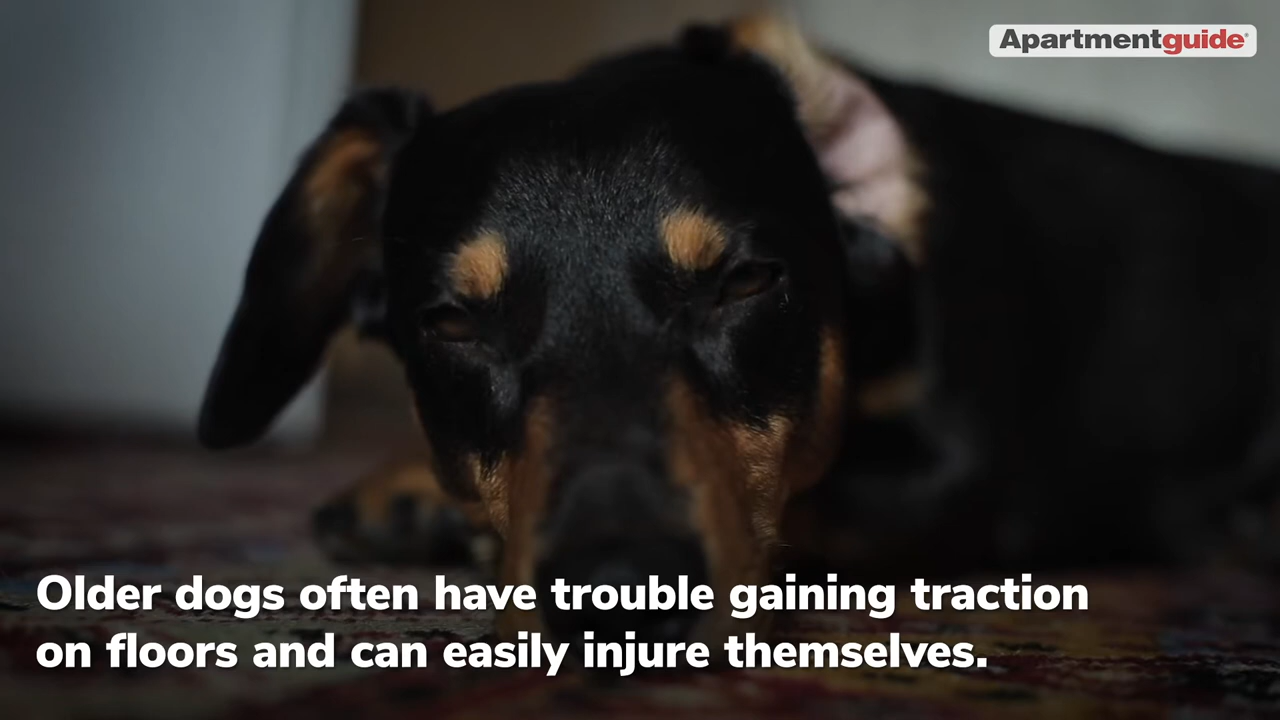 Apartmentguide®
Older dogs often have trouble gaining traction
on floors and can easily injure themselves.